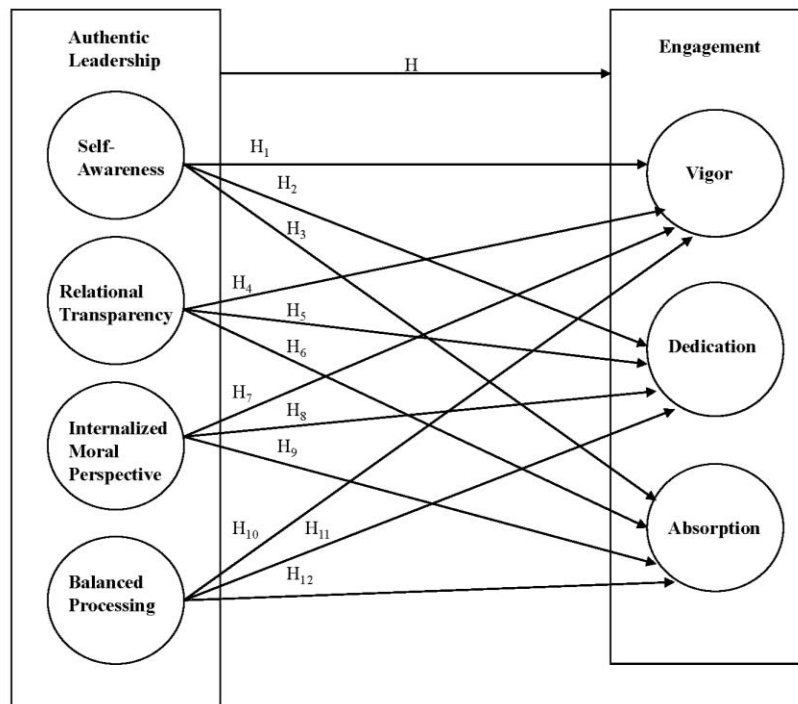 Authentic
Leadership
Self-
Awareness
Relational
Transparency
Internalized
Moral
Perspective
Balanced
Processing
H
H₁
H₂
H₃
H₄
H₅
H₆
H₇
H₈
H₉
H₁₀
H₁₁
H₁₂
Engagement
Vigor
Dedication
Absorption